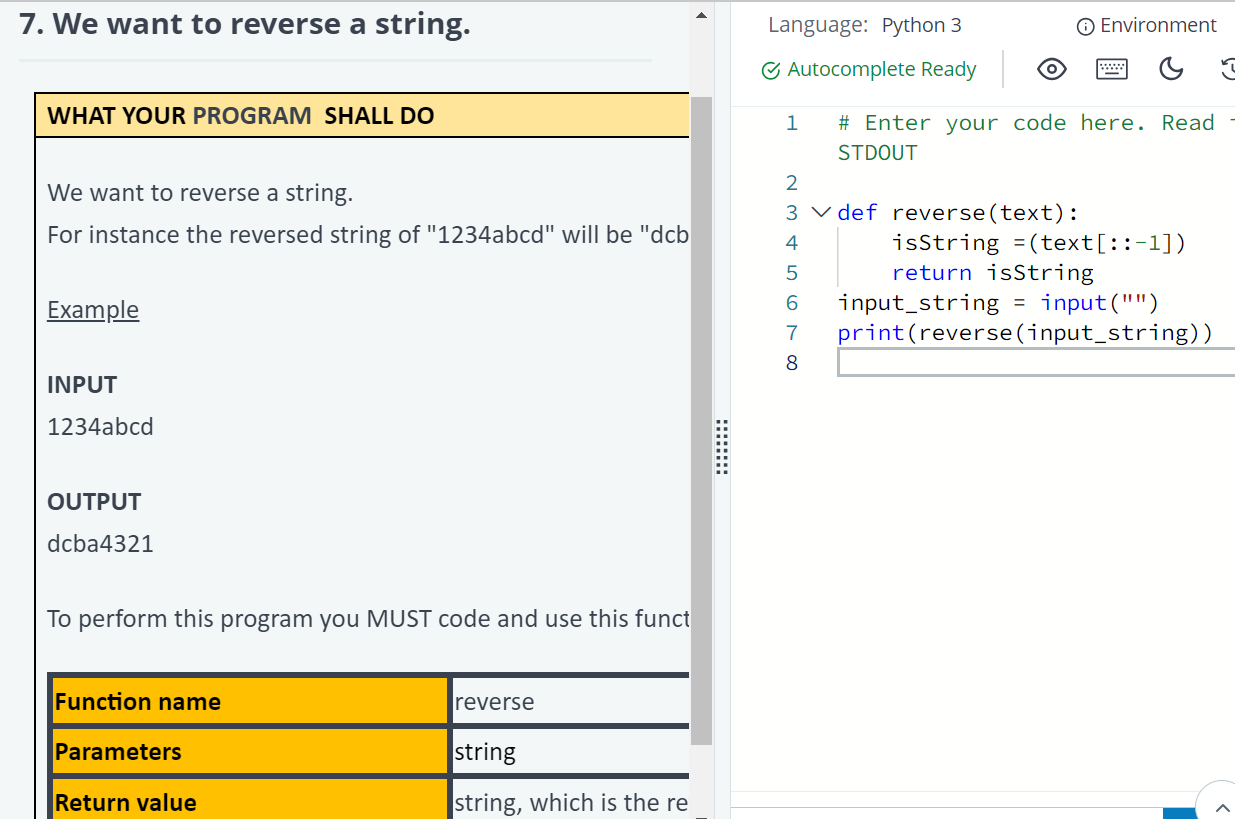 7. We want to reverse a string.
WHAT YOUR PROGRAM SHALL DO
We want to reverse a string.
For instance the reversed string of "1234abcd" will be "dcb
Example
INPUT
1234abcd
OUTPUT
dcba4321
To perform this program you MUST code and use this funct
Function name reverse
Parameters string
Return value string, which is the re
Language: Python 3 Environment
Autocomplete Ready
1 # Enter your code here. Read
STDOUT
2
3 def reverse(text):
4 isString =(text[::-1])
5 return isString
6 input_string = input("")
7 print(reverse(input_string))
8